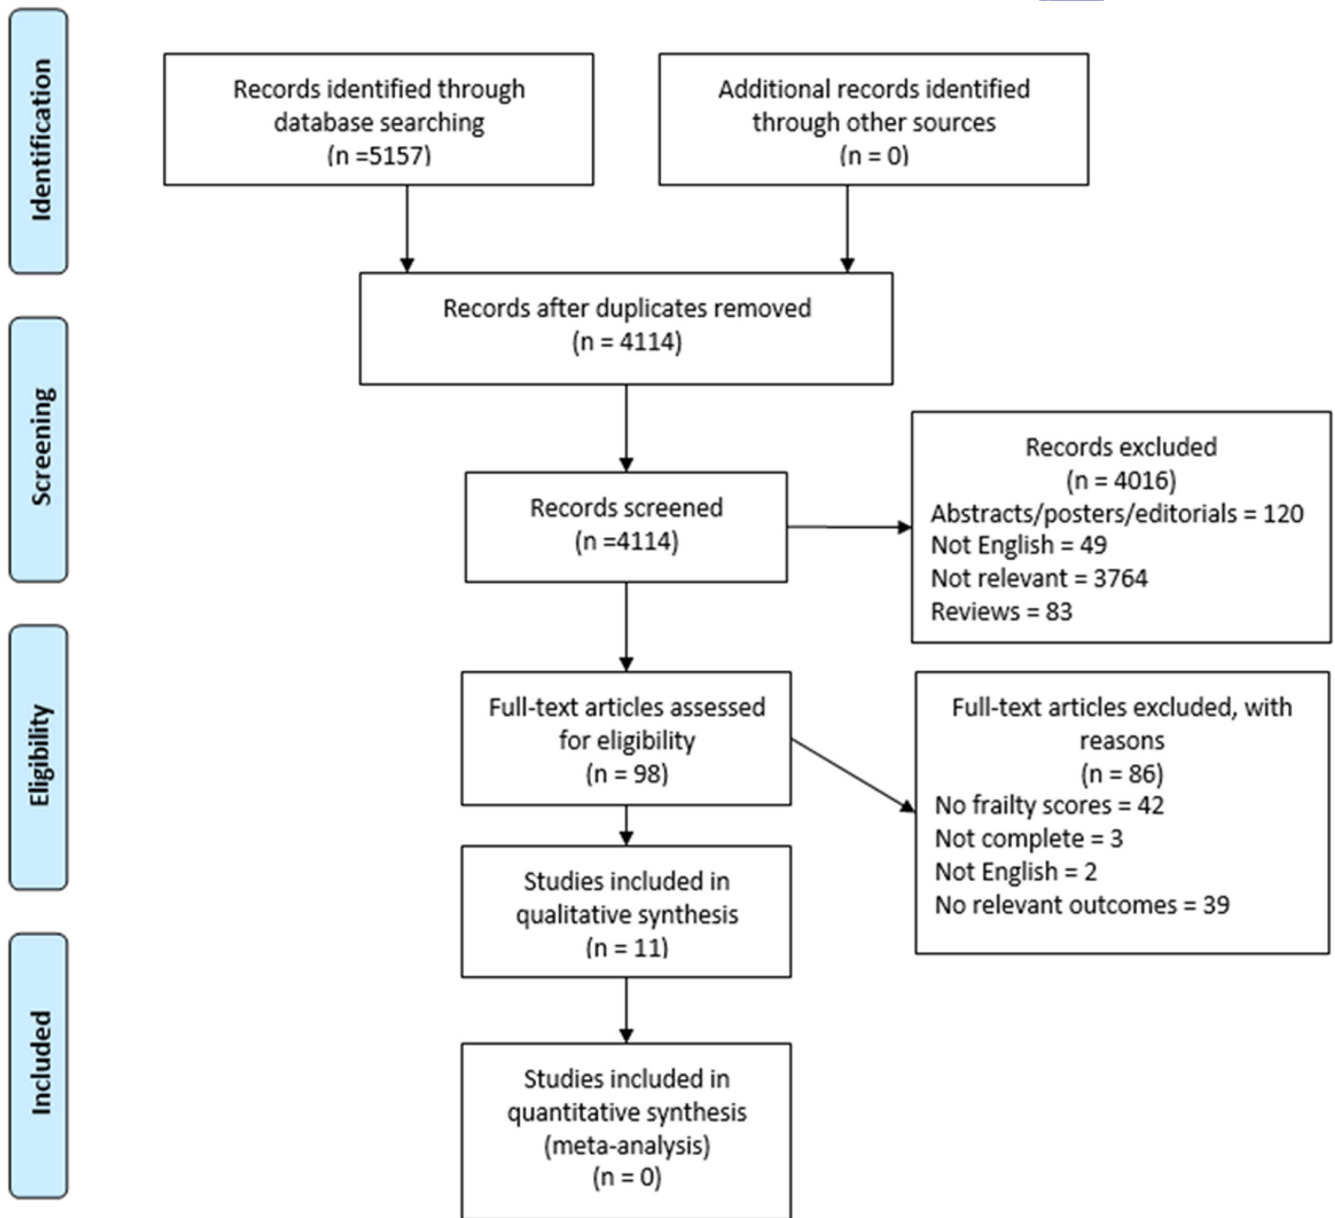 Identification
Records identified through
database searching
(n =5157)
Additional records identified
through other sources
(n = 0)
Records after duplicates removed
(n = 4114)
Screening
Records screened
(n =4114)
Records excluded
(n = 4016)
Abstracts/posters/editorials = 120
Not English = 49
Not relevant = 3764
Reviews = 83
Eligibility
Full-text articles assessed
for eligibility
(n = 98)
Full-text articles excluded, with
reasons
(n = 86)
No frailty scores = 42
Not complete = 3
Not English = 2
No relevant outcomes = 39
Studies included in
qualitative synthesis
(n = 11)
Included
Studies included in
quantitative synthesis
(meta-analysis)
(n = 0)